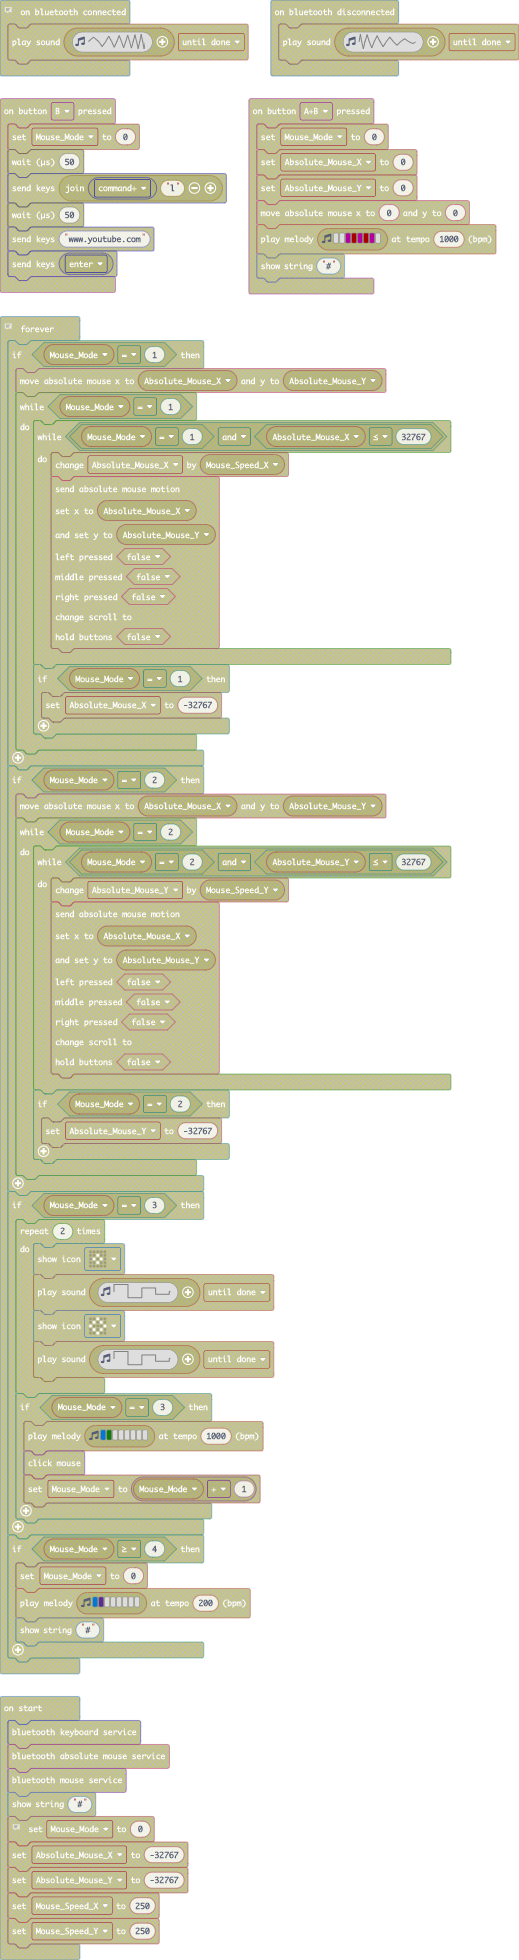 on bluetooth connected
play sound until done
on bluetooth disconnected
play sound until done
on button B pressed
set Mouse_Mode to 0
wait (µs) 50
send keys join command+ "l"
wait (µs) 50
send keys "www.youtube.com"
send keys enter
on button A+B pressed
set Mouse_Mode to 0
set Absolute_Mouse_X to 0
set Absolute_Mouse_Y to 0
move absolute mouse x to 0 and y to 0
play melody at tempo 1000 (bpm)
show string "#"
forever
if Mouse_Mode = 1 then
move absolute mouse x to Absolute_Mouse_X and y to Absolute_Mouse_Y
while Mouse_Mode = 1
do
while Mouse_Mode = 1 and Absolute_Mouse_X ≤ 32767
do change Absolute_Mouse_X by Mouse_Speed_X
send absolute mouse motion
set x to Absolute_Mouse_X
and set y to Absolute_Mouse_Y
left pressed false
middle pressed false
right pressed false
change scroll to
hold buttons false
if Mouse_Mode = 1 then
set Absolute_Mouse_X to -32767
if Mouse_Mode = 2 then
move absolute mouse x to Absolute_Mouse_X and y to Absolute_Mouse_Y
while Mouse_Mode = 2
do
while Mouse_Mode = 2 and Absolute_Mouse_Y ≤ 32767
do change Absolute_Mouse_Y by Mouse_Speed_Y
send absolute mouse motion
set x to Absolute_Mouse_X
and set y to Absolute_Mouse_Y
left pressed false
middle pressed false
right pressed false
change scroll to
hold buttons false
if Mouse_Mode = 2 then
set Absolute_Mouse_Y to -32767
if Mouse_Mode = 3 then
repeat 2 times
do
show icon
play sound until done
show icon
play sound until done
if Mouse_Mode = 3 then
play melody at tempo 1000 (bpm)
click mouse
set Mouse_Mode to Mouse_Mode + 1
if Mouse_Mode ≥ 4 then
set Mouse_Mode to 0
play melody at tempo 200 (bpm)
show string "#"
on start
bluetooth keyboard service
bluetooth absolute mouse service
bluetooth mouse service
show string "#"
set Mouse_Mode to 0
set Absolute_Mouse_X to -32767
set Absolute_Mouse_Y to -32767
set Mouse_Speed_X to 250
set Mouse_Speed_Y to 250